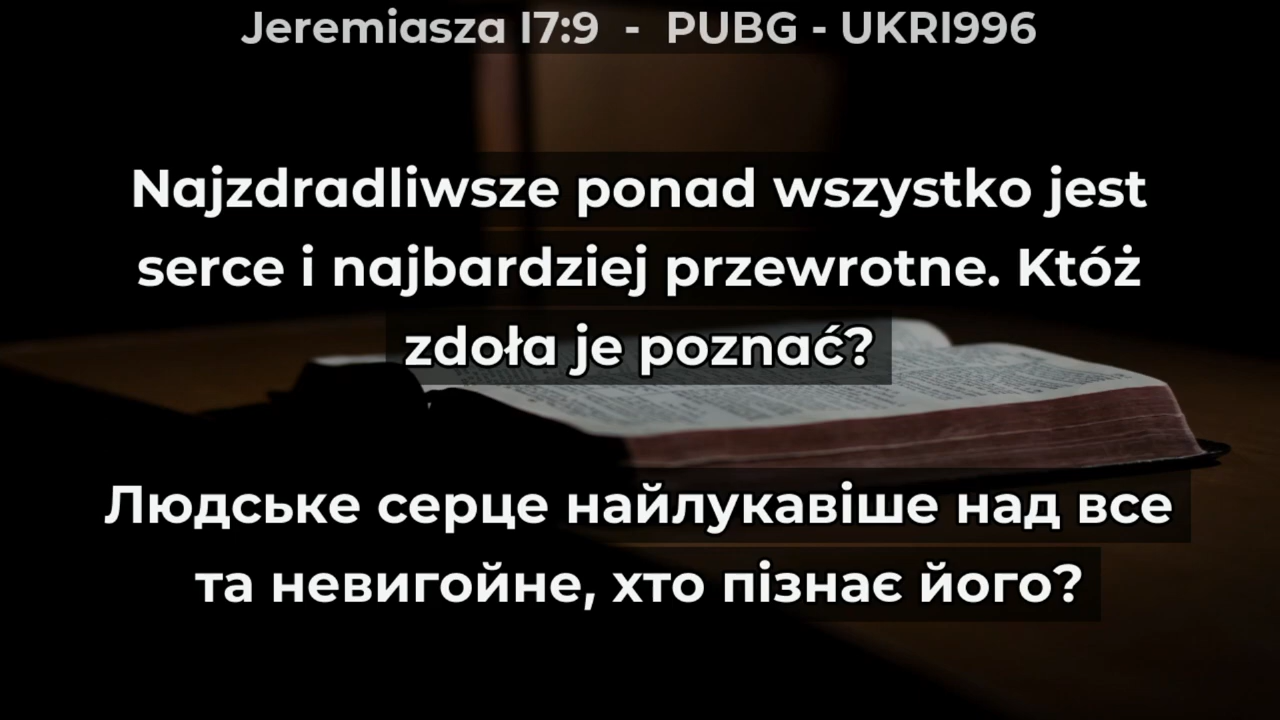 Jeremiasza 17:9 - PUBG - UKR1996
Najzdradliwsze ponad wszystko jest
serce i najbardziej przewrotne. Któż
zdoła je poznać?
Людське серце найлукавіше над все
та невигойне, хто пізнає його?